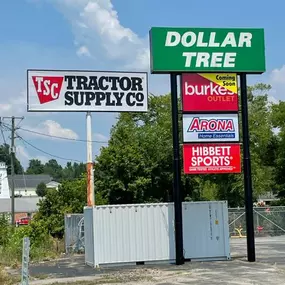 DOLLAR
TREE
TSC
TRACTOR
SUPPLY CO
Coming
Soon
burkes
OUTLET
ARONA
Home Essentials
HIBBETT
SPORTS